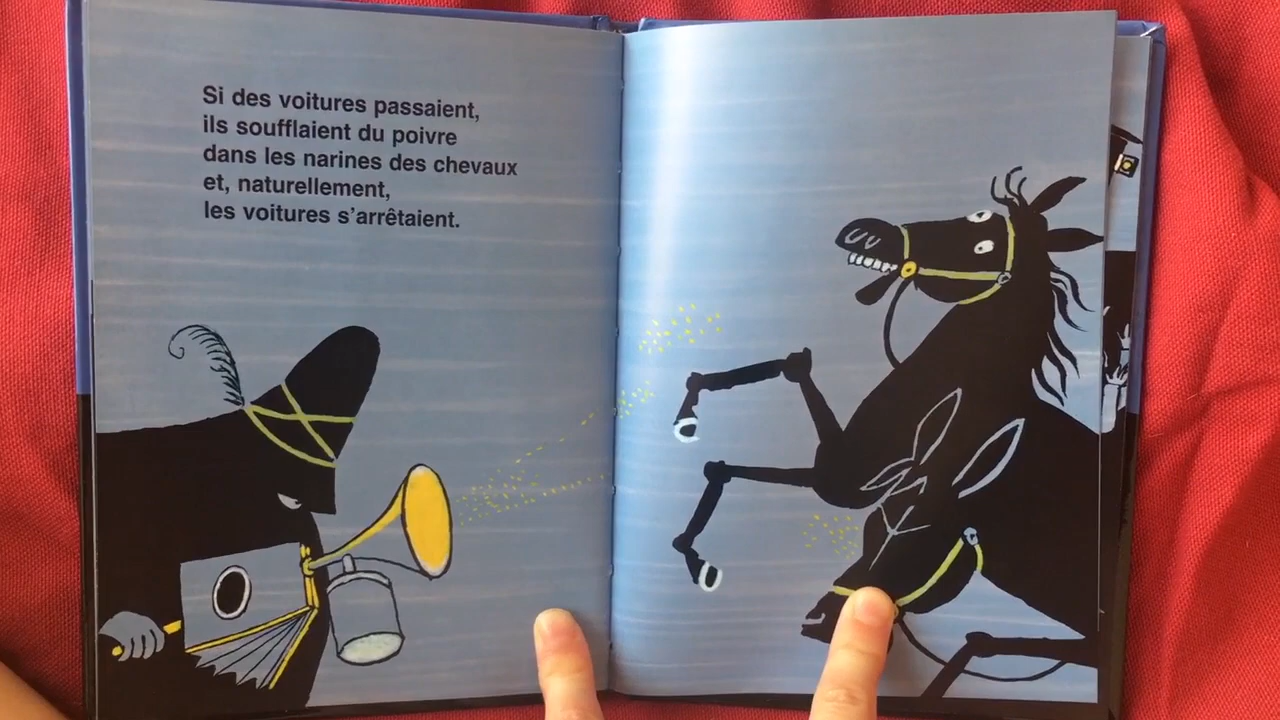 Si des voitures passaient,
ils soufflaient du poivre
dans les narines des chevaux
et, naturellement,
les voitures s'arrêtaient.